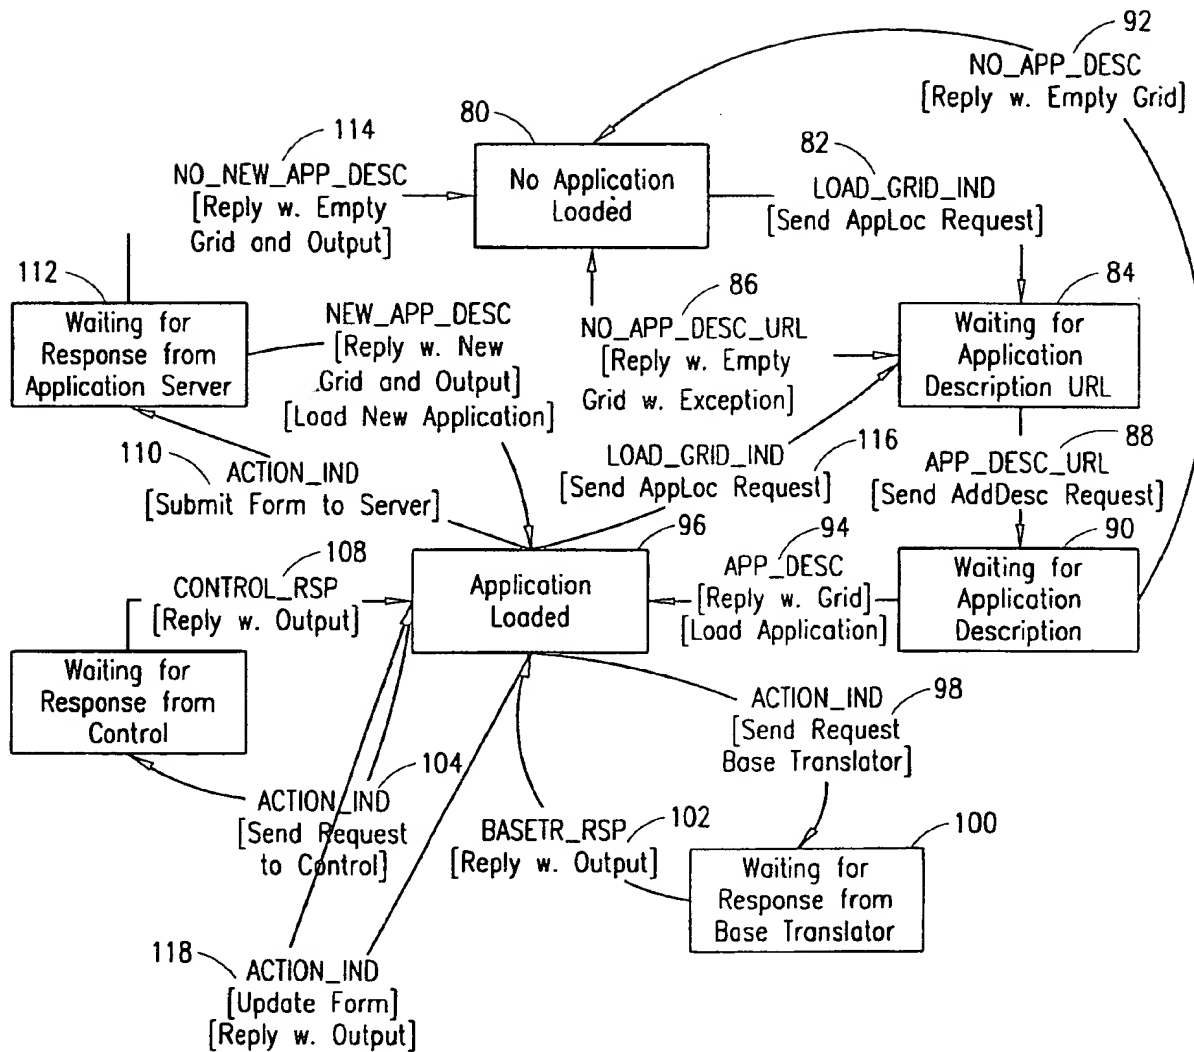 92
NO_APP_DESC
[Reply w. Empty Grid]
80
No Application
Loaded
82
LOAD_GRID_IND
[Send AppLoc Request]
114
NO_NEW_APP_DESC
[Reply w. Empty
Grid and Output]
112
Waiting for
Response from
Application Server
NEW_APP_DESC
[Reply w. New
Grid and Output]
[Load New Application]
86
NO_APP_DESC_URL
[Reply w. Empty
Grid w. Exception]
84
Waiting for
Application
Description URL
110
ACTION_IND
[Submit Form to Server]
LOAD_GRID_IND
[Send AppLoc Request]
116
88
APP_DESC_URL
[Send AddDesc Request]
108
CONTROL_RSP
[Reply w. Output]
96
Application
Loaded
94
APP_DESC
[Reply w. Grid]
[Load Application]
90
Waiting for
Application
Description
Waiting for
Response from
Control
104
ACTION_IND
[Send Request
to Control]
98
ACTION_IND
[Send Request
Base Translator]
102
BASETR_RSP
[Reply w. Output]
100
Waiting for
Response from
Base Translator
118
ACTION_IND
[Update Form]
[Reply w. Output]